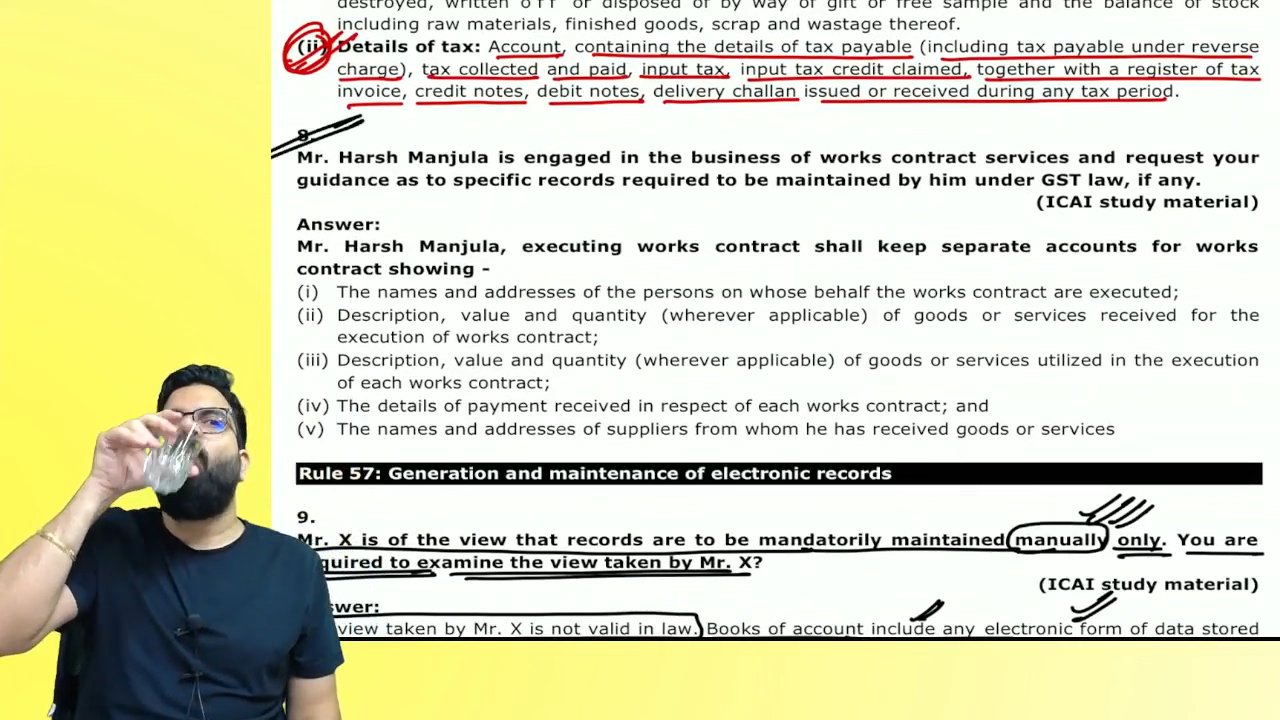 destroyed, written off or disposed of by way of gift or free sample and the balance of stock
including raw materials, finished goods, scrap and wastage thereof.
(ii) Details of tax: Account, containing the details of tax payable (including tax payable under reverse
charge), tax collected and paid, input tax, input tax credit claimed, together with a register of tax
invoice, credit notes, debit notes, delivery challan issued or received during any tax period.
8.
Mr. Harsh Manjula is engaged in the business of works contract services and request your
guidance as to specific records required to be maintained by him under GST law, if any.
(ICAI study material)
Answer:
Mr. Harsh Manjula, executing works contract shall keep separate accounts for works
contract showing -
(i) The names and addresses of the persons on whose behalf the works contract are executed;
(ii) Description, value and quantity (wherever applicable) of goods or services received for the
execution of works contract;
(iii) Description, value and quantity (wherever applicable) of goods or services utilized in the execution
of each works contract;
(iv) The details of payment received in respect of each works contract; and
(v) The names and addresses of suppliers from whom he has received goods or services
Rule 57: Generation and maintenance of electronic records
9.
Mr. X is of the view that records are to be mandatorily maintained manually only. You are
quired to examine the view taken by Mr. X?
(ICAI study material)
swer:
view taken by Mr. X is not valid in law. Books of account include any electronic form of data stored